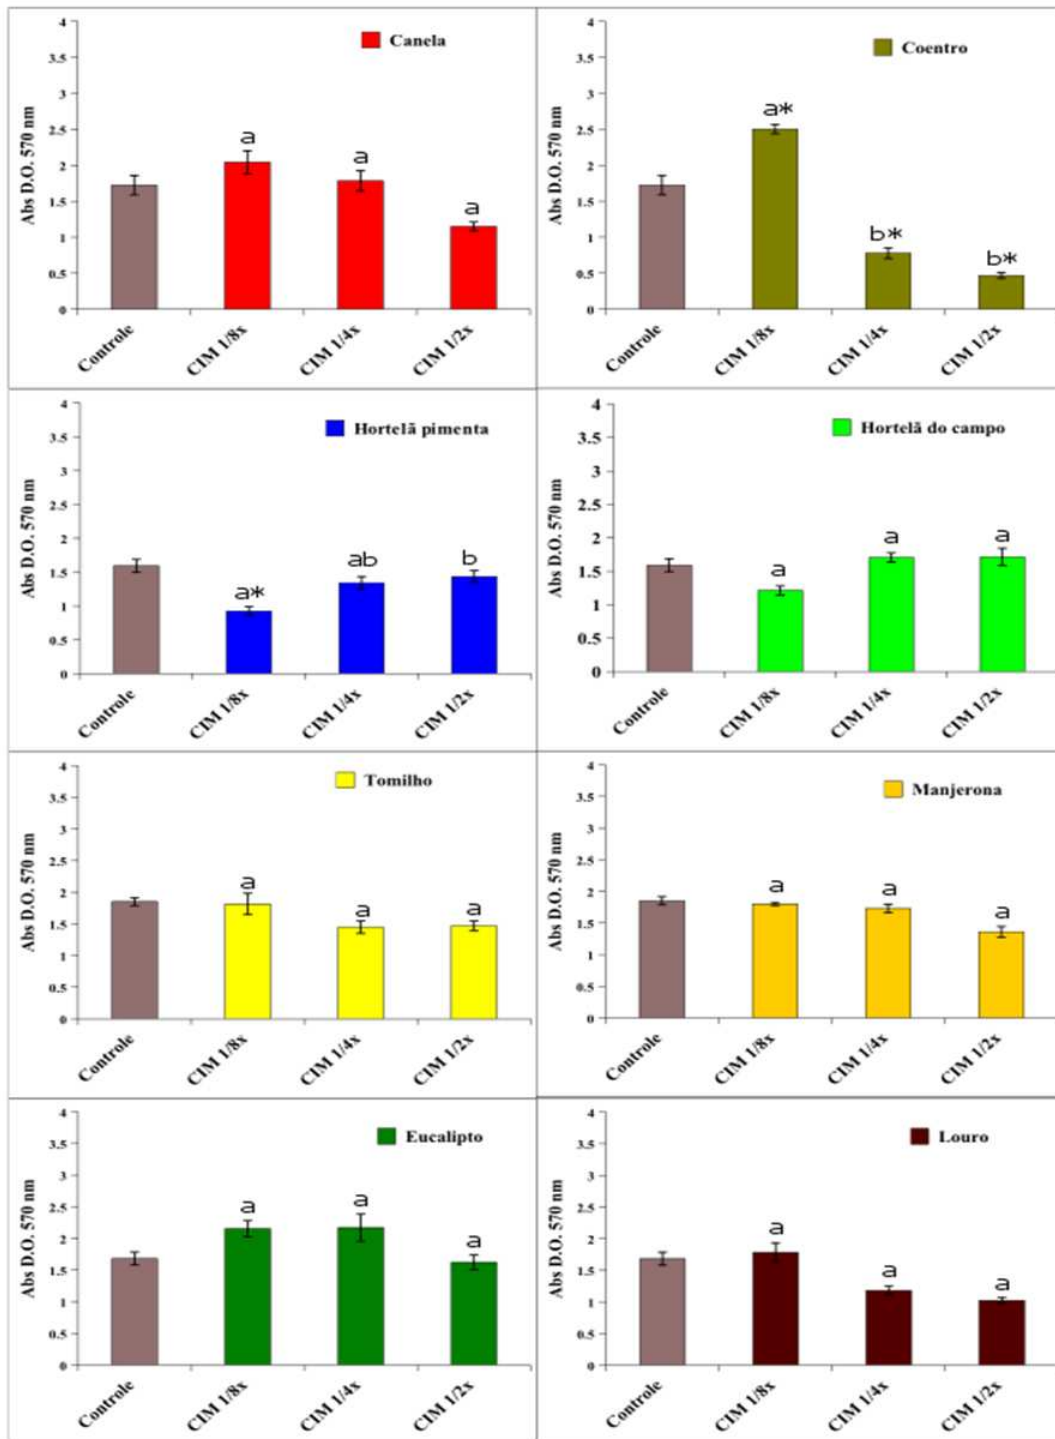 Canela
Abs D.O. 570 nm
4
3.5
3
2.5
2
1.5
1
0.5
0
a
a
a
Controle
CIM 1/8x
CIM 1/4x
CIM 1/2x
Coentro
Abs D.O. 570 nm
4
3.5
3
2.5
2
1.5
1
0.5
0
a*
b*
b*
Controle
CIM 1/8x
CIM 1/4x
CIM 1/2x
Hortelã pimenta
Abs D.O. 570 nm
4
3.5
3
2.5
2
1.5
1
0.5
0
a*
ab
b
Controle
CIM 1/8x
CIM 1/4x
CIM 1/2x
Hortelã do campo
Abs D.O. 570 nm
4
3.5
3
2.5
2
1.5
1
0.5
0
a
a
a
Controle
CIM 1/8x
CIM 1/4x
CIM 1/2x
Tomilho
Abs D.O. 570 nm
4
3.5
3
2.5
2
1.5
1
0.5
0
a
a
a
Controle
CIM 1/8x
CIM 1/4x
CIM 1/2x
Manjerona
Abs D.O. 570 nm
4
3.5
3
2.5
2
1.5
1
0.5
0
a
a
a
Controle
CIM 1/8x
CIM 1/4x
CIM 1/2x
Eucalipto
Abs D.O. 570 nm
4
3.5
3
2.5
2
1.5
1
0.5
0
a
a
a
Controle
CIM 1/8x
CIM 1/4x
CIM 1/2x
Louro
Abs D.O. 570 nm
4
3.5
3
2.5
2
1.5
1
0.5
0
a
a
a
Controle
CIM 1/8x
CIM 1/4x
CIM 1/2x